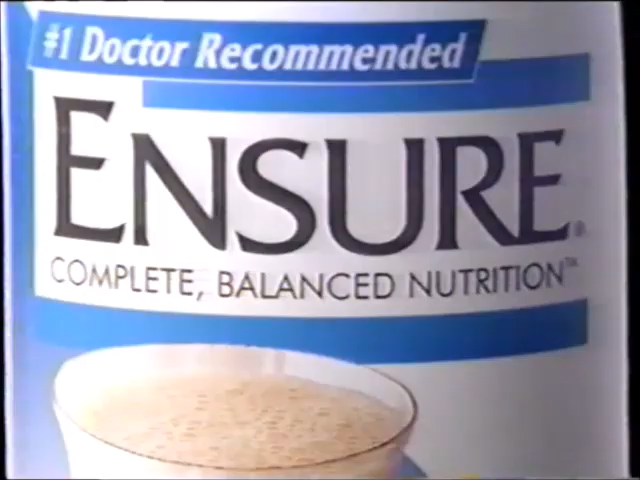 #1 Doctor Recommended
ENSURE®
COMPLETE, BALANCED NUTRITION™